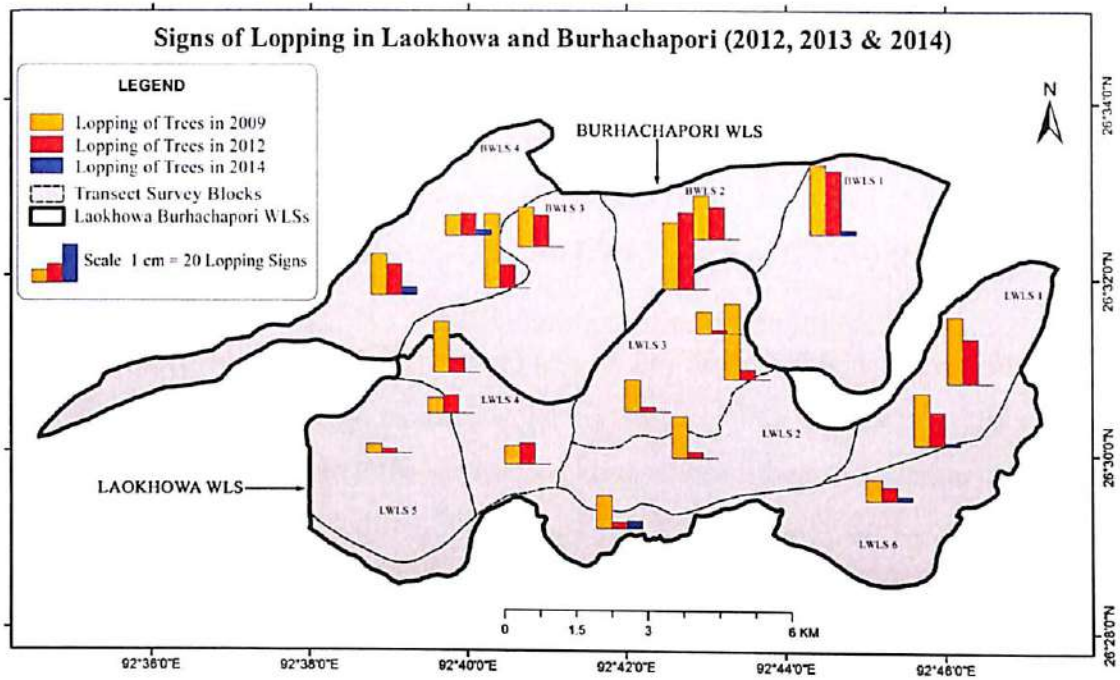 Signs of Lopping in Laokhowa and Burhachapori (2012, 2013 & 2014)
LEGEND
Lopping of Trees in 2009
Lopping of Trees in 2012
Lopping of Trees in 2014
Transect Survey Blocks
Laokhowa Burhachapori WLSs
Scale 1 cm = 20 Lopping Signs
N
BURHACHAPORI WLS
BWLS 4
BWLS 3
BWLS 2
BWLS 1
LWLS 1
LWLS 3
LWLS 4
LWLS 2
LAOKHOWA WLS
LWLS 5
LWLS 6
0 1.5 3 6 KM
26°34'0"N
26°32'0"N
26°30'0"N
26°28'0"N
92°36'0"E 92°38'0"E 92°40'0"E 92°42'0"E 92°44'0"E 92°46'0"E